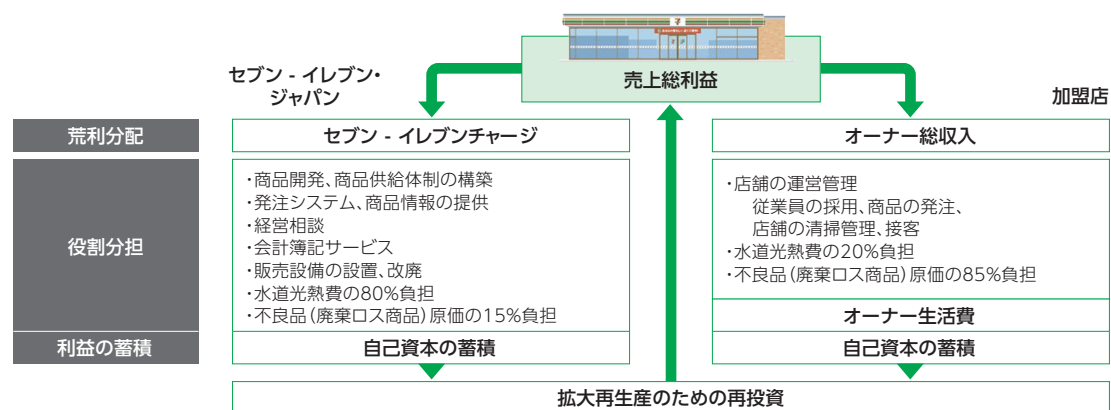 売上総利益
セブン - イレブン・
ジャパン
加盟店
荒利分配
セブン - イレブンチャージ
オーナー総収入
役割分担
・商品開発、商品供給体制の構築
・発注システム、商品情報の提供
・経営相談
・会計簿記サービス
・販売設備の設置、改廃
・水道光熱費の80%負担
・不良品(廃棄ロス商品)原価の15%負担
・店舗の運営管理
従業員の採用、商品の発注、
店舗の清掃管理、接客
・水道光熱費の20%負担
・不良品(廃棄ロス商品)原価の85%負担
オーナー生活費
利益の蓄積
自己資本の蓄積
自己資本の蓄積
拡大再生産のための再投資